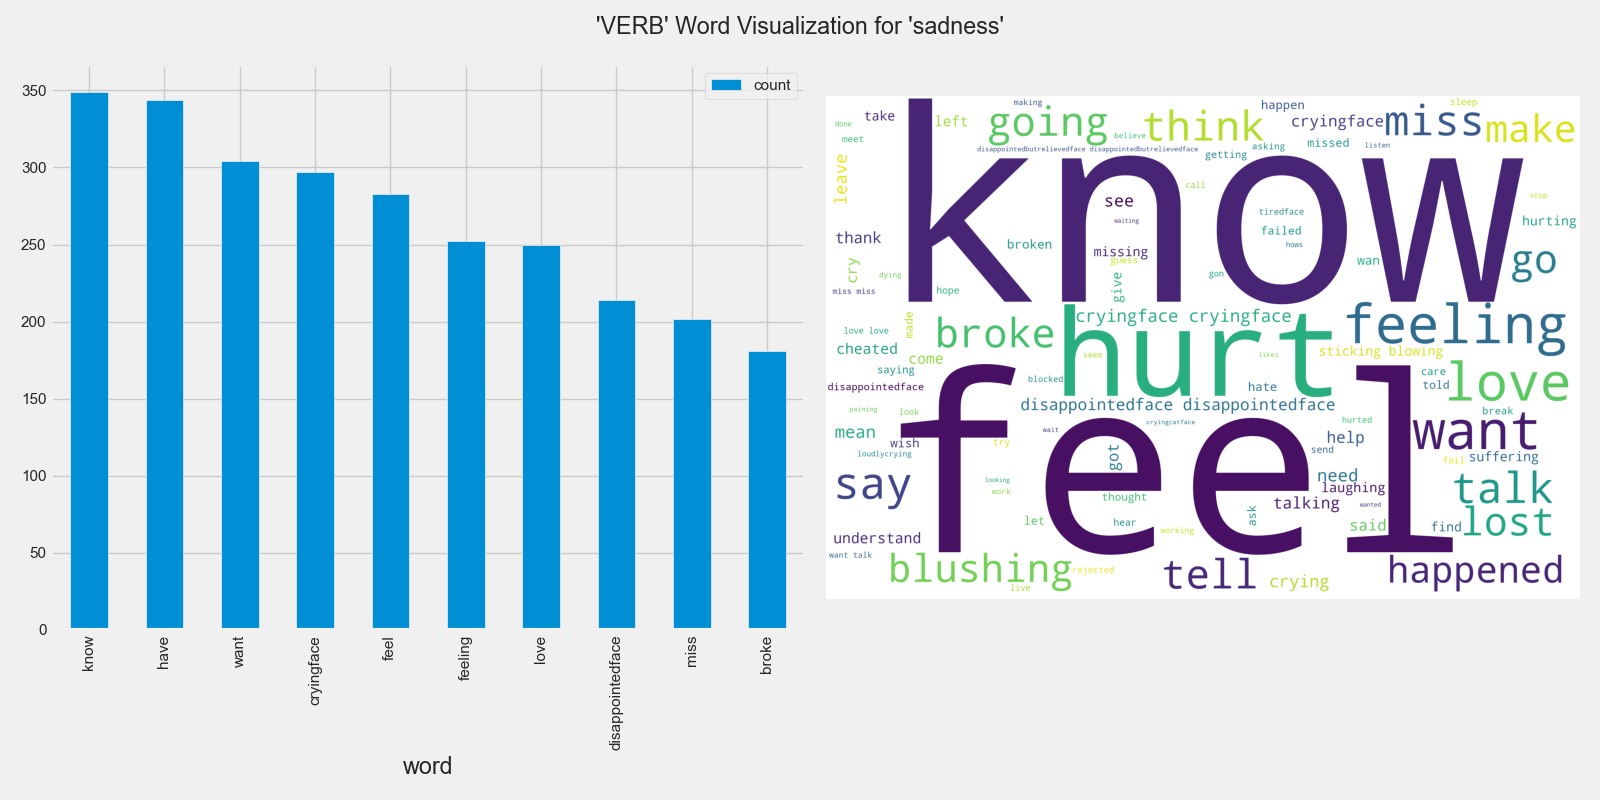 'VERB' Word Visualization for 'sadness'
count
350
300
250
200
150
100
50
0
know
have
want
cryingface
feel
feeling
love
disappointedface
miss
broke
word
making
happen
sleep
done
take
left
going
believe
think
cryingface
miss
make
meet
disappointedbutrelievedface disappointedbutrelievedface
getting
asking
missed
listen
leave
know
call
see
stop
waiting
tiredface
hurting
thank
broken
missing
failed
hows
guess
wan
go
cry
dying
give
gon
miss miss
hope
love love
made
broke
cryingface cryingface
hurt
feeling
cheated
come
seem
likes
sticking blowing
saying
disappointedface
blocked
hate
care
told
love
paining
look
disappointedface disappointedface
hurted
break
mean
wish
feel
wait
cryingcatface
want
loudlycrying
try
got
help
send
fail
suffering
say
looking
work
thought
need
laughing
talking
wanted
talk
let
hear
ask
said
find
lost
understand
working
want talk
blushing
rejected
live
tell
crying
happened